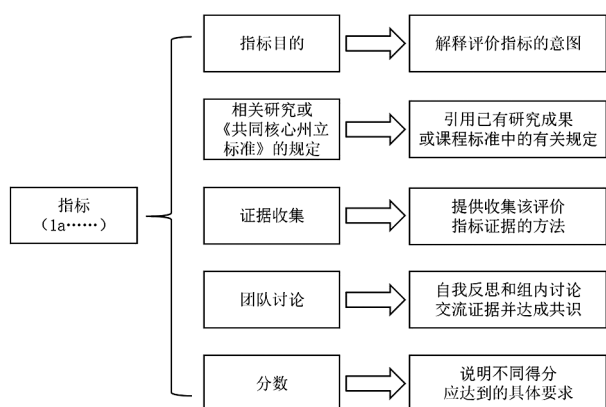 指标
（1a……）
指标目的
解释评价指标的意图
相关研究或
《共同核心州立
标准》的规定
引用已有研究成果
或课程标准中的有关规定
证据收集
提供收集该评价
指标证据的方法
团队讨论
自我反思和组内讨论
交流证据并达成共识
分数
说明不同得分
应达到的具体要求